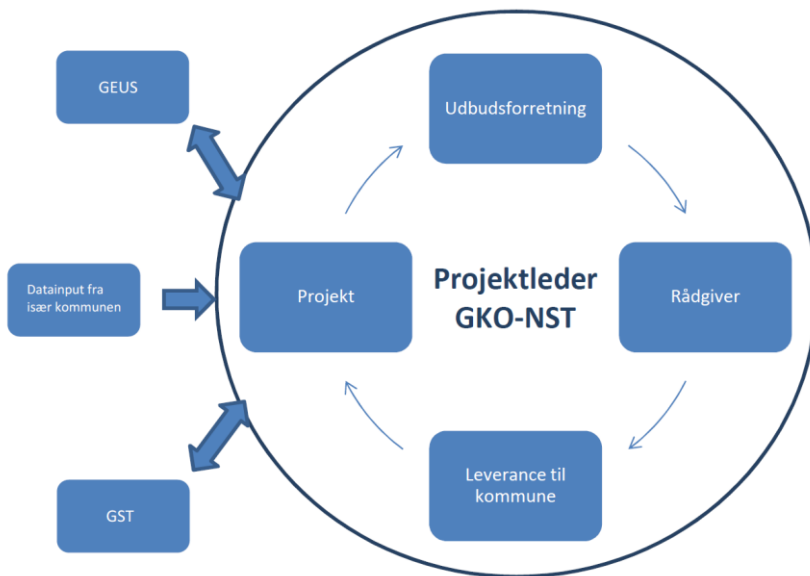 GEUS
Udbudsforretning
Datainput fra
især kommunen
Projekt
Projektleder
GKO-NST
Rådgiver
Leverance til
kommune
GST